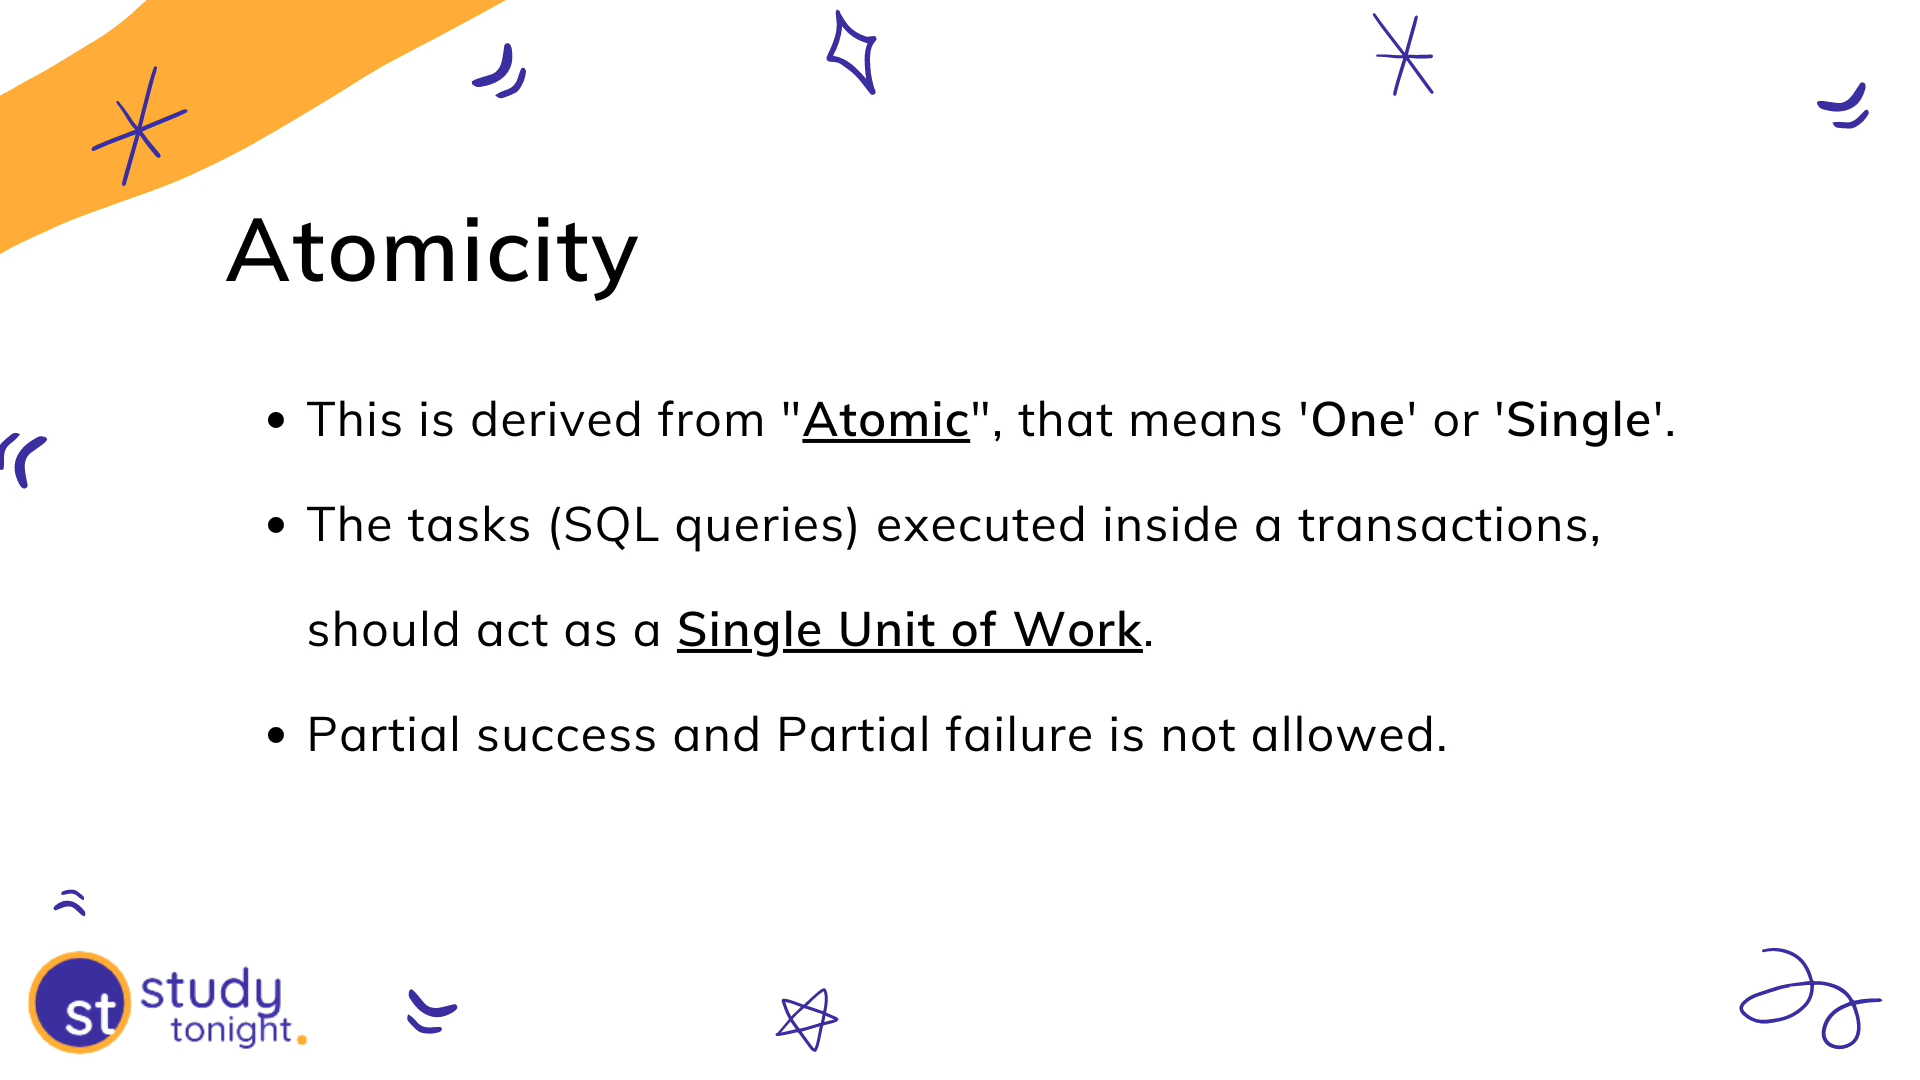 Atomicity
• This is derived from "Atomic", that means 'One' or 'Single'.
• The tasks (SQL queries) executed inside a transactions,
should act as a Single Unit of Work.
• Partial success and Partial failure is not allowed.
st
study
tonight.